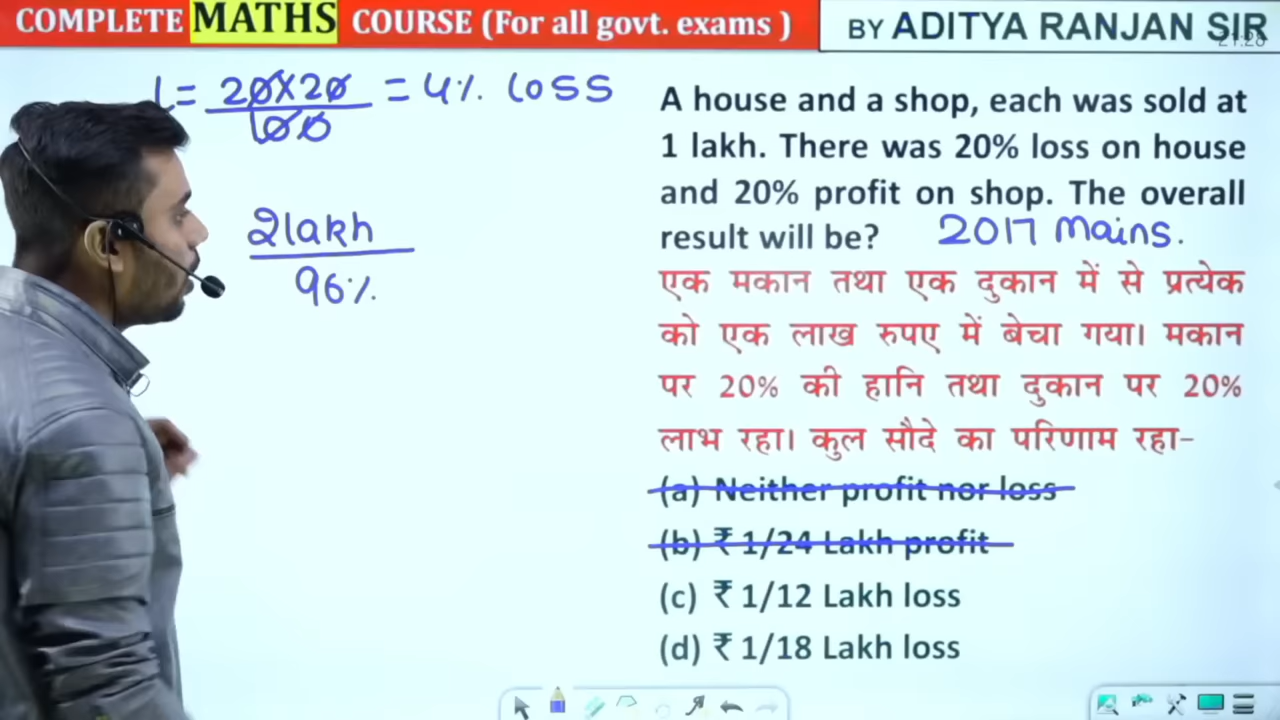 COMPLETE MATHS COURSE (For all govt. exams )
BY ADITYA RANJAN SIR
21:28
L = 20×20 = 4% loss
100
2 lakh
96%
A house and a shop, each was sold at
1 lakh. There was 20% loss on house
and 20% profit on shop. The overall
result will be? 2017 Mains.
एक मकान तथा एक दुकान में से प्रत्येक
को एक लाख रुपए में बेचा गया। मकान
पर 20% की हानि तथा दुकान पर 20%
लाभ रहा। कुल सौदे का परिणाम रहा-
(a) Neither profit nor loss
(b) ₹ 1/24 Lakh profit
(c) ₹ 1/12 Lakh loss
(d) ₹ 1/18 Lakh loss